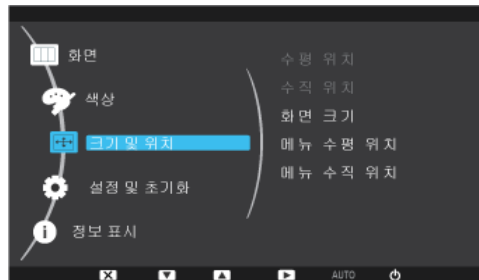 화면
색상
크기 및 위치
설정 및 초기화
정보 표시
수평 위치
수직 위치
화면 크기
메뉴 수평 위치
메뉴 수직 위치
AUTO